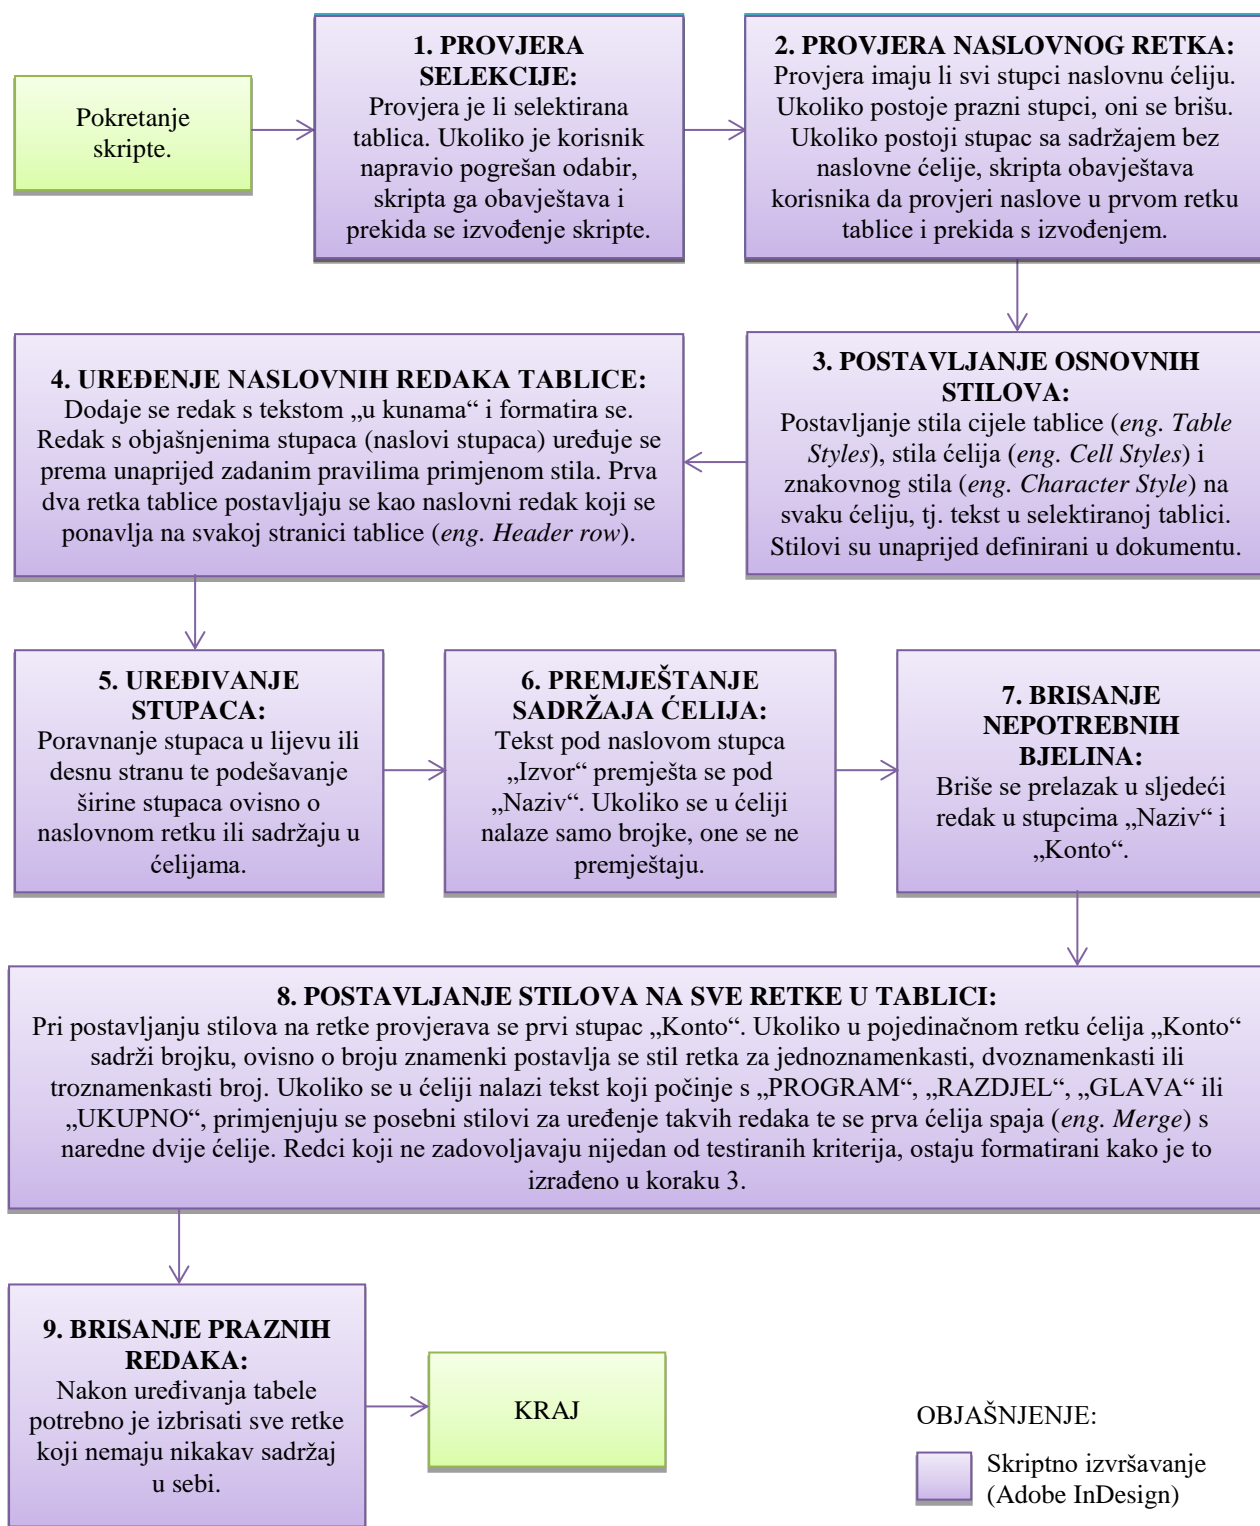 Pokretanje
skripte.
1. PROVJERA
SELEKCIJE:
Provjera je li selektirana
tablica. Ukoliko je korisnik
napravio pogrešan odabir,
skripta ga obavještava i
prekida se izvođenje skripte.
2. PROVJERA NASLOVNOG RETKA:
Provjera imaju li svi stupci naslovnu ćeliju.
Ukoliko postoje prazni stupci, oni se brišu.
Ukoliko postoji stupac sa sadržajem bez
naslovne ćelije, skripta obavještava
korisnika da provjeri naslove u prvom retku
tablice i prekida s izvođenjem.
3. POSTAVLJANJE OSNOVNIH
STILOVA:
Postavljanje stila cijele tablice (eng. Table
Styles), stila ćelija (eng. Cell Styles) i
znakovnog stila (eng. Character Style) na
svaku ćeliju, tj. tekst u selektiranoj tablici.
Stilovi su unaprijed definirani u dokumentu.
4. UREĐENJE NASLOVNIH REDAKA TABLICE:
Dodaje se redak s tekstom „u kunama“ i formatira se.
Redak s objašnjenima stupaca (naslovi stupaca) uređuje se
prema unaprijed zadanim pravilima primjenom stila. Prva
dva retka tablice postavljaju se kao naslovni redak koji se
ponavlja na svakoj stranici tablice (eng. Header row).
5. UREĐIVANJE
STUPACA:
Poravnanje stupaca u lijevu ili
desnu stranu te podešavanje
širine stupaca ovisno o
naslovnom retku ili sadržaju u
ćelijama.
6. PREMJEŠTANJE
SADRŽAJA ĆELIJA:
Tekst pod naslovom stupca
„Izvor“ premješta se pod
„Naziv“. Ukoliko se u ćeliji
nalaze samo brojke, one se ne
premještaju.
7. BRISANJE
NEPOTREBNIH
BJELINA:
Briše se prelazak u sljedeći
redak u stupcima „Naziv“ i
„Konto“.
8. POSTAVLJANJE STILOVA NA SVE RETKE U TABLICI:
Pri postavljanju stilova na retke provjerava se prvi stupac „Konto“. Ukoliko u pojedinačnom retku ćelija „Konto“
sadrži brojku, ovisno o broju znamenki postavlja se stil retka za jednoznamenkasti, dvoznamenkasti ili
troznamenkasti broj. Ukoliko se u ćeliji nalazi tekst koji počinje s „PROGRAM“, „RAZDJEL“, „GLAVA“ ili
„UKUPNO“, primjenjuju se posebni stilovi za uređenje takvih redaka te se prva ćelija spaja (eng. Merge) s
naredne dvije ćelije. Redci koji ne zadovoljavaju nijedan od testiranih kriterija, ostaju formatirani kako je to
izrađeno u koraku 3.
9. BRISANJE PRAZNIH
REDAKA:
Nakon uređivanja tabele
potrebno je izbrisati sve retke
koji nemaju nikakav sadržaj
u sebi.
KRAJ
OBJAŠNJENJE:
Skriptno izvršavanje
(Adobe InDesign)